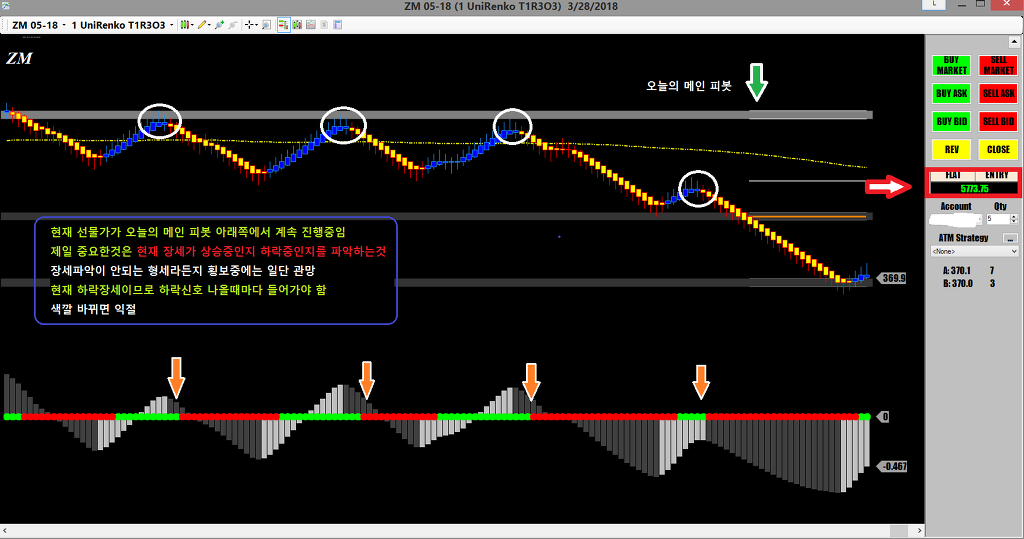 ZM 05-18 (1 UniRenko T1R3O3) 3/28/2018
ZM 05-18
1 UniRenko T1R3O3
ZM
오늘의 메인 피봇
BUY MARKET
SELL MARKET
BUY ASK
SELL ASK
BUY BID
SELL BID
REV
CLOSE
FLAT
ENTRY
5773.75
Account
Qty
5
ATM Strategy
...
<None>
A: 370.1 7
B: 370.0 3
현재 선물가가 오늘의 메인 피봇 아래쪽에서 계속 진행중임
제일 중요한것은 현재 장세가 상승중인지 하락중인지를 파악하는것
장세파악이 안되는 형세라든지 횡보중에는 일단 관망
현재 하락장세이므로 하락신호 나올때마다 들어가야 함
색깔 바뀌면 익절
369.9
0
-0.467